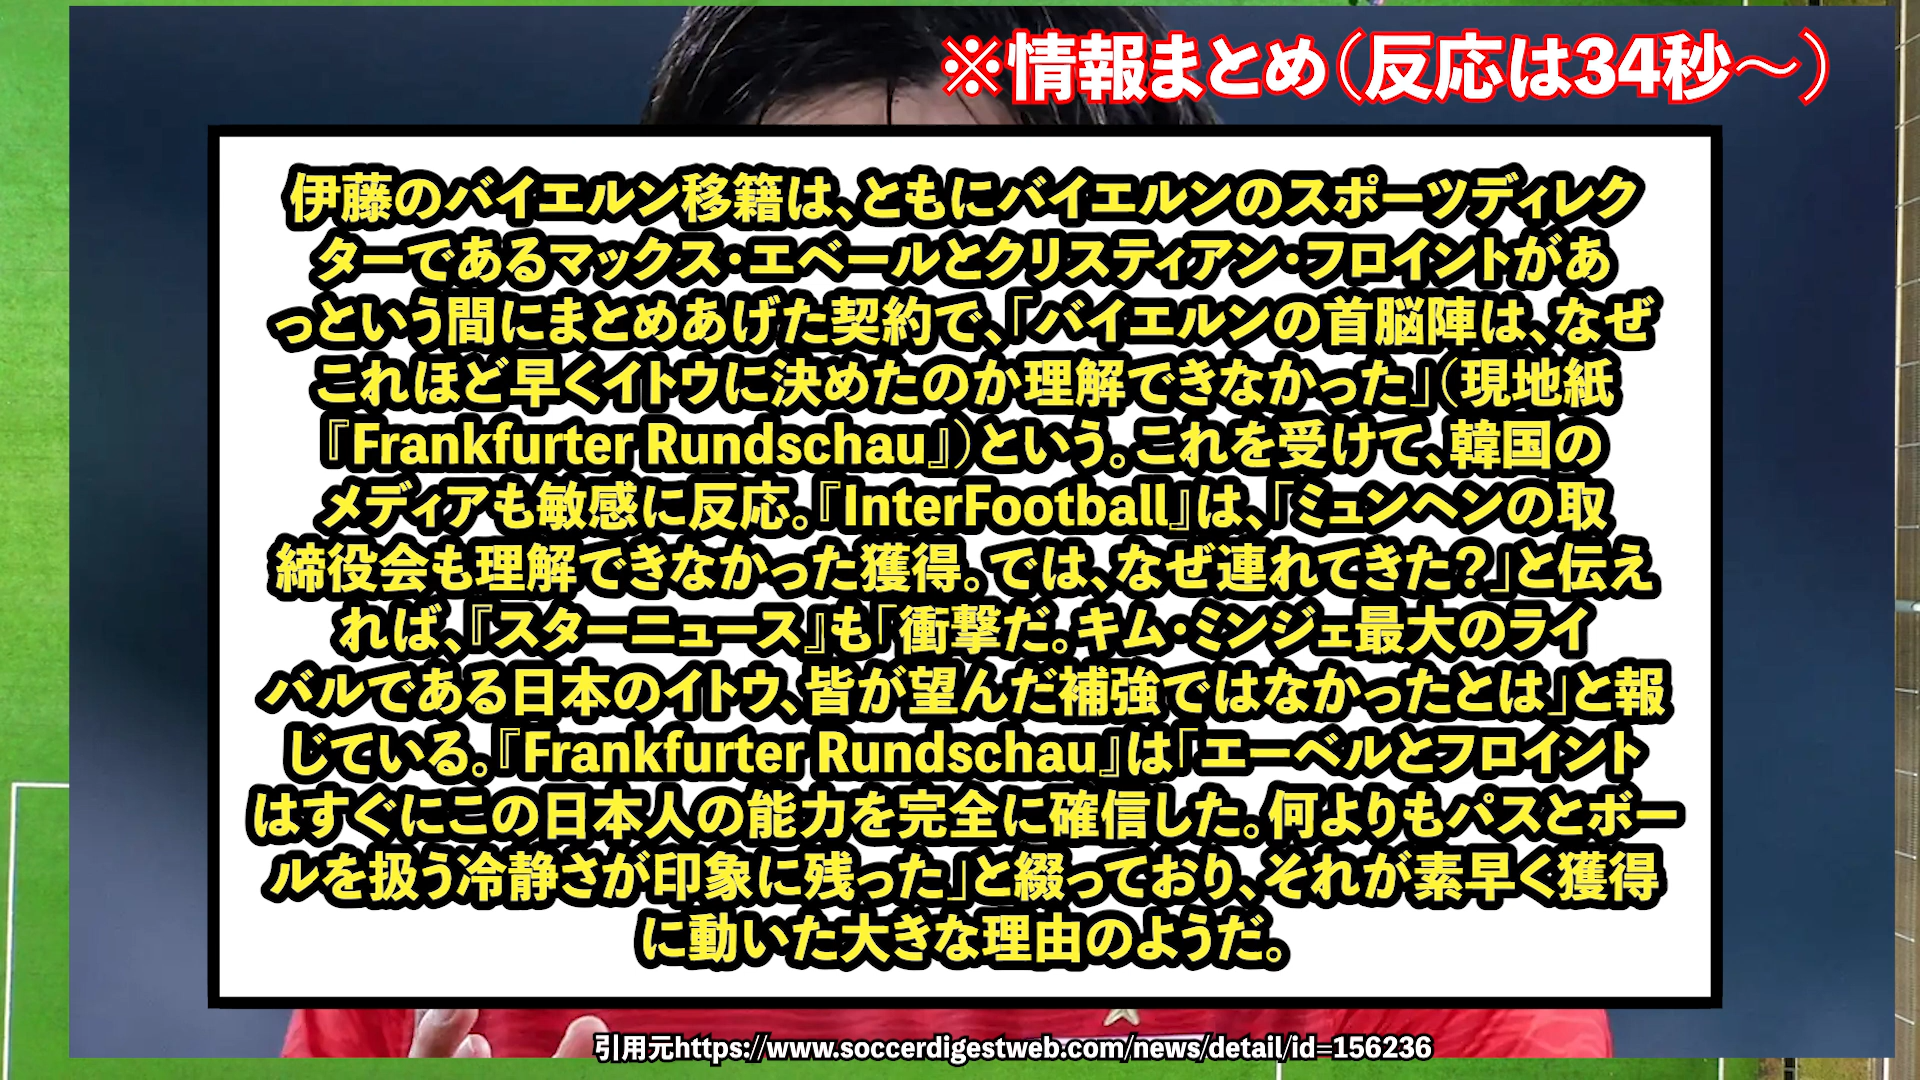 ※情報まとめ（反応は34秒～）
伊藤のバイエルン移籍は、ともにバイエルンのスポーツディレク
ターであるマックス・エベールとクリスティアン・フロイントがあ
っという間にまとめあげた契約で、「バイエルンの首脳陣は、なぜ
これほど早くイトウに決めたのか理解できなかった」（現地紙
『Frankfurter Rundschau』）という。これを受けて、韓国の
メディアも敏感に反応。『InterFootball』は、「ミュンヘンの取
締役会も理解できなかった獲得。では、なぜ連れてきた？」と伝え
れば、『スターニュース』も「衝撃だ。キム・ミンジェ最大のライ
バルである日本のイトウ、皆が望んだ補強ではなかったとは」と報
じている。『Frankfurter Rundschau』は「エーベルとフロイント
はすぐにこの日本人の能力を完全に確信した。何よりもパスとボー
ルを扱う冷静さが印象に残った」と綴っており、それが素早く獲得
に動いた大きな理由のようだ。
引用元https://www.soccerdigestweb.com/news/detail/id=156236